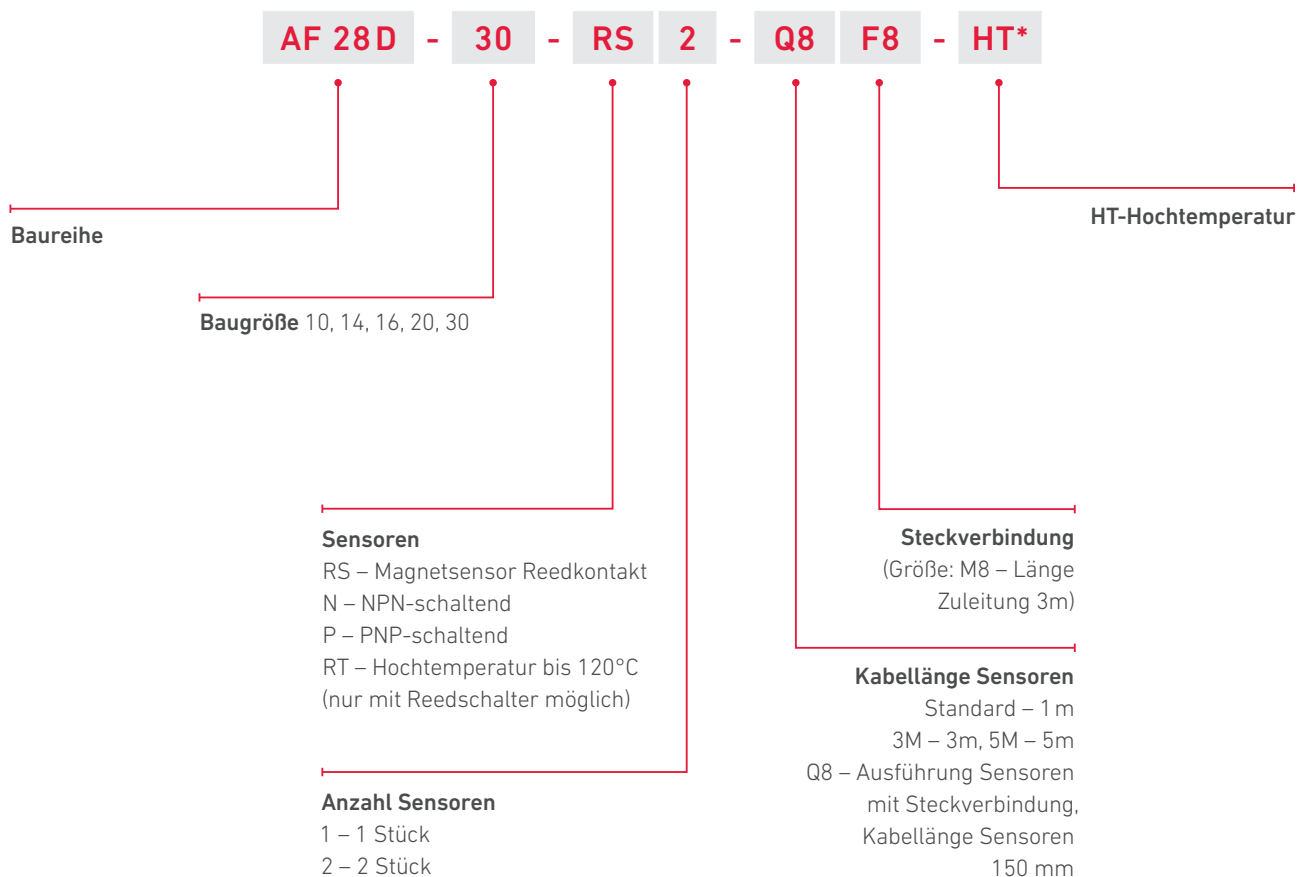 AF 28 D - 30 - RS 2 - Q8 F8 - HT*
Baureihe
HT-Hochtemperatur
Baugröße 10, 14, 16, 20, 30
Sensoren
RS – Magnetsensor Reedkontakt
N – NPN-schaltend
P – PNP-schaltend
RT – Hochtemperatur bis 120°C
(nur mit Reedschalter möglich)
Anzahl Sensoren
1 – 1 Stück
2 – 2 Stück
Steckverbindung
(Größe: M8 – Länge
Zuleitung 3m)
Kabellänge Sensoren
Standard – 1 m
3M – 3m, 5M – 5m
Q8 – Ausführung Sensoren
mit Steckverbindung,
Kabellänge Sensoren
150 mm